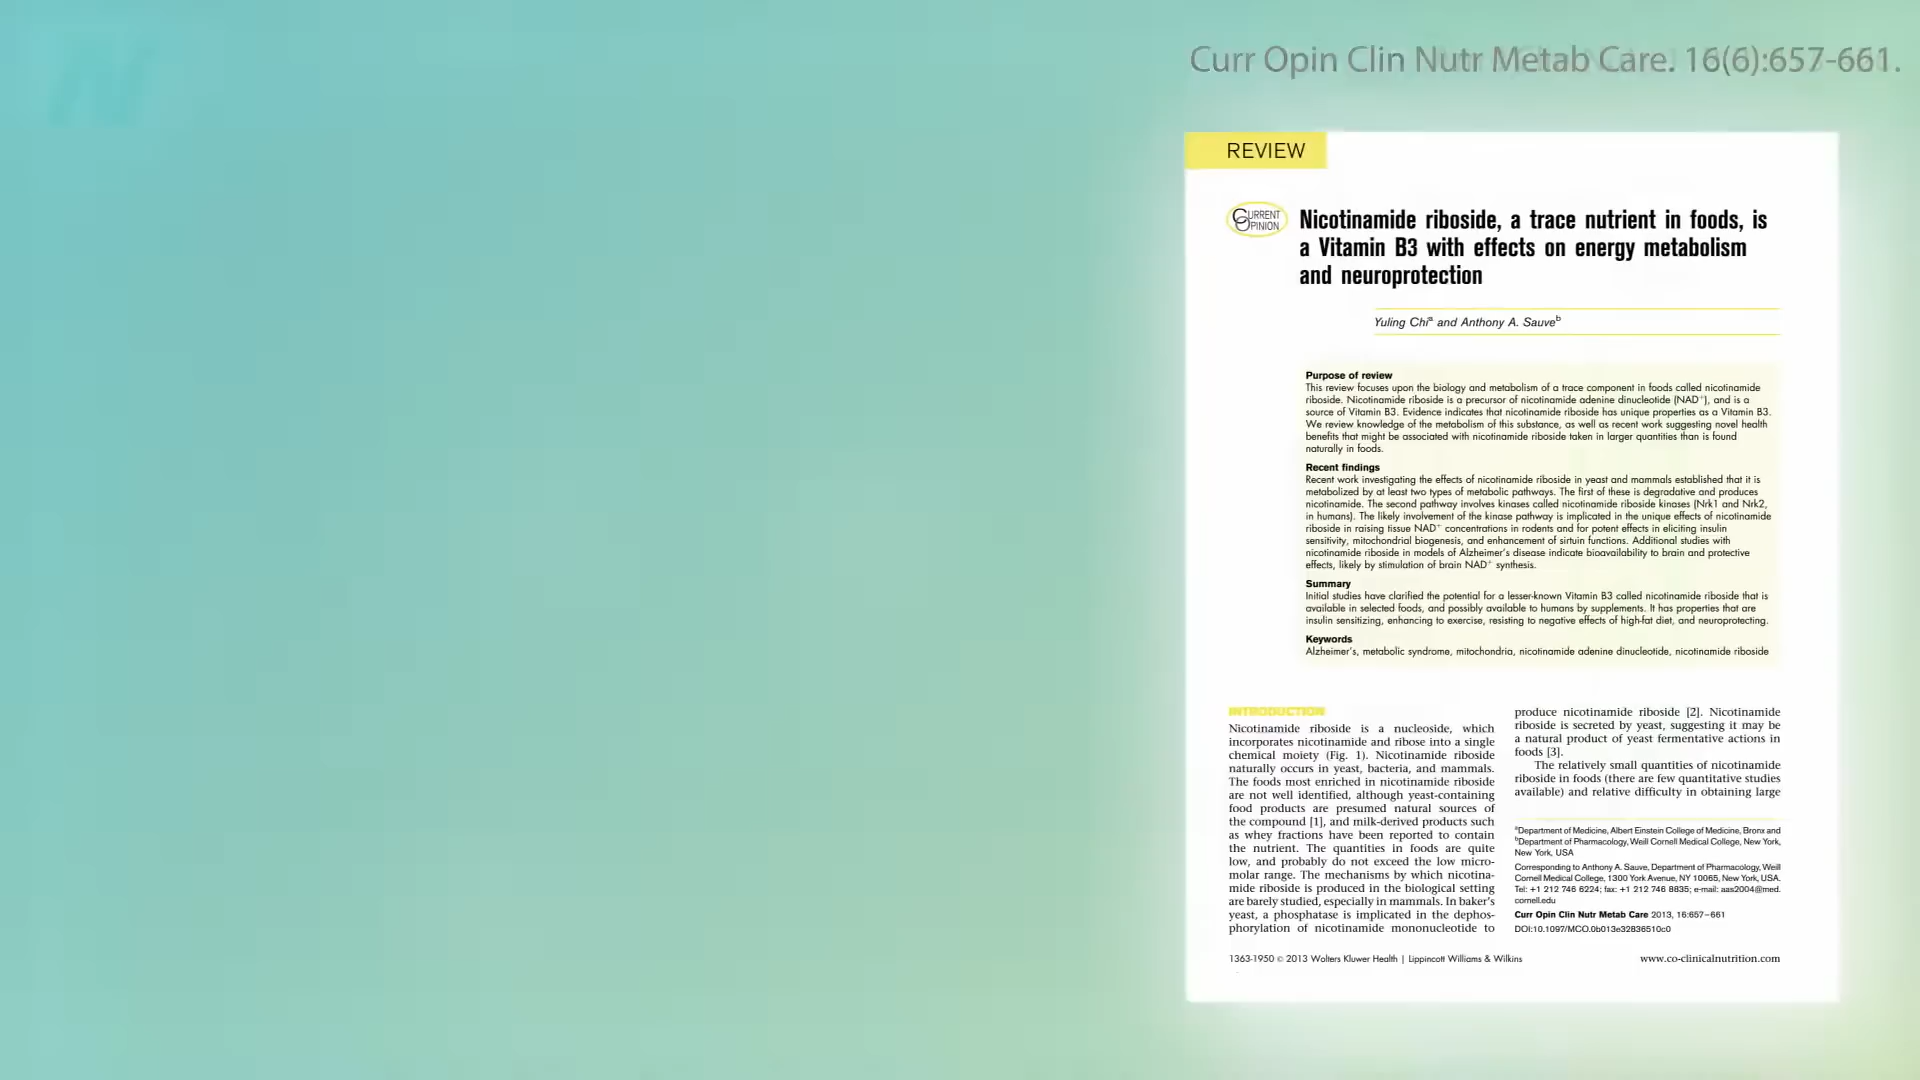 N
Curr Opin Clin Nutr Metab Care. 16(6):657-661.
REVIEW
CURRENT
OPINION
Nicotinamide riboside, a trace nutrient in foods, is
a Vitamin B3 with effects on energy metabolism
and neuroprotection
Yuling Chiᵃ and Anthony A. Sauveᵇ
Purpose of review
This review focuses upon the biology and metabolism of a trace component in foods called nicotinamide
riboside. Nicotinamide riboside is a precursor of nicotinamide adenine dinucleotide (NAD⁺), and is a
source of Vitamin B3. Evidence indicates that nicotinamide riboside has unique properties as a Vitamin B3.
We review knowledge of the metabolism of this substance, as well as recent work suggesting novel health
benefits that might be associated with nicotinamide riboside taken in larger quantities than is found
naturally in foods.
Recent findings
Recent work investigating the effects of nicotinamide riboside in yeast and mammals established that it is
metabolized by at least two types of metabolic pathways. The first of these is degradative and produces
nicotinamide. The second pathway involves kinases called nicotinamide riboside kinases (Nrk1 and Nrk2,
in humans). The likely involvement of the kinase pathway is implicated in the unique effects of nicotinamide
riboside in raising tissue NAD⁺ concentrations in rodents and for potent effects in eliciting insulin
sensitivity, mitochondrial biogenesis, and enhancement of sirtuin functions. Additional studies with
nicotinamide riboside in models of Alzheimer's disease indicate bioavailability to brain and protective
effects, likely by stimulation of brain NAD⁺ synthesis.
Summary
Initial studies have clarified the potential for a lesser-known Vitamin B3 called nicotinamide riboside that is
available in selected foods, and possibly available to humans by supplements. It has properties that are
insulin sensitizing, enhancing to exercise, resisting to negative effects of high-fat diet, and neuroprotecting.
Keywords
Alzheimer's, metabolic syndrome, mitochondria, nicotinamide adenine dinucleotide, nicotinamide riboside
INTRODUCTION
Nicotinamide riboside is a nucleoside, which
incorporates nicotinamide and ribose into a single
chemical moiety (Fig. 1). Nicotinamide riboside
naturally occurs in yeast, bacteria, and mammals.
The foods most enriched in nicotinamide riboside
are not well identified, although yeast-containing
food products are presumed natural sources of
the compound [1], and milk-derived products such
as whey fractions have been reported to contain
the nutrient. The quantities in foods are quite
low, and probably do not exceed the low micro-
molar range. The mechanisms by which nicotina-
mide riboside is produced in the biological setting
are barely studied, especially in mammals. In baker's
yeast, a phosphatase is implicated in the dephos-
phorylation of nicotinamide mononucleotide to
produce nicotinamide riboside [2]. Nicotinamide
riboside is secreted by yeast, suggesting it may be
a natural product of yeast fermentative actions in
foods [3].
The relatively small quantities of nicotinamide
riboside in foods (there are few quantitative studies
available) and relative difficulty in obtaining large
ᵃDepartment of Medicine, Albert Einstein College of Medicine, Bronx and
ᵇDepartment of Pharmacology, Weill Cornell Medical College, New York,
New York, USA
Corresponding to Anthony A. Sauve, Department of Pharmacology, Weill
Cornell Medical College, 1300 York Avenue, NY 10065, New York, USA.
Tel: +1 212 746 6224; fax: +1 212 746 8835; e-mail: aas2004@med.
cornell.edu
Curr Opin Clin Nutr Metab Care 2013, 16:657–661
DOI:10.1097/MCO.0b013e32836510c0
1363-1950 © 2013 Wolters Kluwer Health | Lippincott Williams & Wilkins
www.co-clinicalnutrition.com